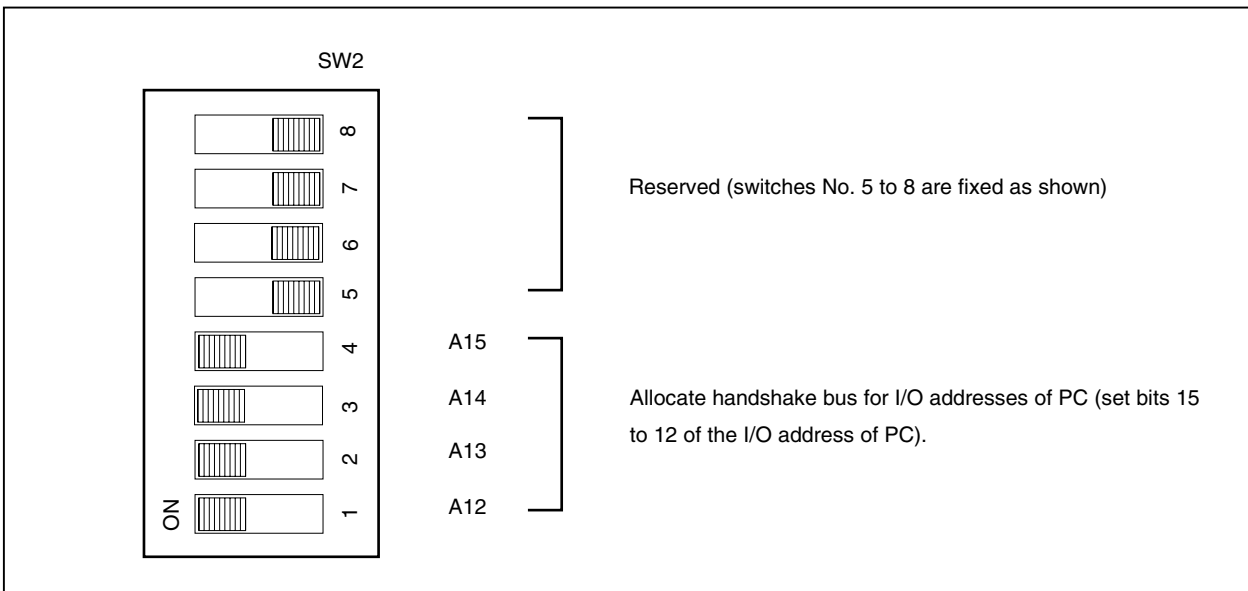 SW2
8
7
Reserved (switches No. 5 to 8 are fixed as shown)
6
5
4
A15
3
A14
Allocate handshake bus for I/O addresses of PC (set bits 15
to 12 of the I/O address of PC).
2
A13
ON
1
A12